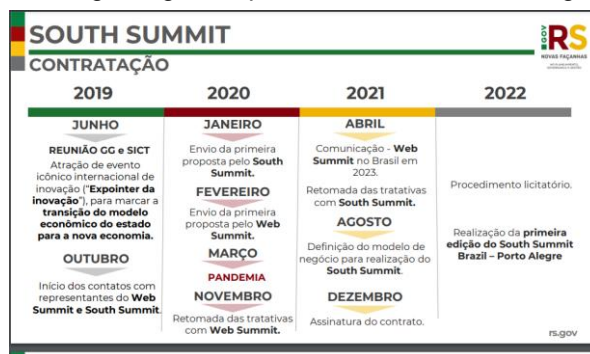 SOUTH SUMMIT
CONTRATAÇÃO
GOV
RS
NOVAS FAÇANHAS
2019
JUNHO
REUNIÃO GG e SICT
Atração de evento
icônico internacional de
inovação ("Expointer da
inovação"), para marcar a
transição do modelo
econômico do estado
para a nova economia.
OUTUBRO
Início dos contatos com
representantes do Web
Summit e South Summit.
2020
JANEIRO
Envio da primeira
proposta pelo South
Summit.
FEVEREIRO
Envio da primeira
proposta pelo Web
Summit.
MARÇO
PANDEMIA
NOVEMBRO
Retomada das tratativas
com Web Summit.
2021
ABRIL
Comunicação - Web
Summit no Brasil em
2023.
Retomada das tratativas
com South Summit.
AGOSTO
Definição do modelo de
negócio para realização do
South Summit.
DEZEMBRO
Assinatura do contrato.
2022
Procedimento licitatório.
Realização da primeira
edição do South Summit
Brazil – Porto Alegre
rs.gov